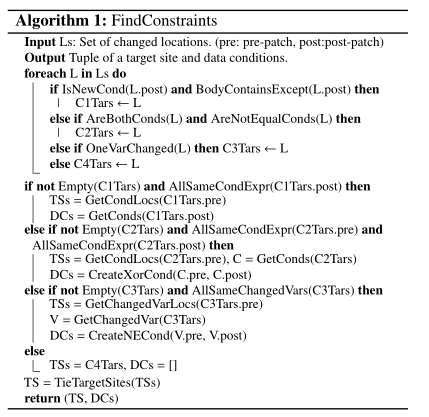 Algorithm 1: FindConstraints
Input Ls: Set of changed locations. (pre: pre-patch, post:post-patch)
Output Tuple of a target site and data conditions.
foreach L in Ls do
if IsNewCond(L.post) and BodyContainsExcept(L.post) then
C1Tars ← L
else if AreBothConds(L) and AreNotEqualConds(L) then
C2Tars ← L
else if OneVarChanged(L) then C3Tars ← L
else C4Tars ← L
if not Empty(C1Tars) and AllSameCondExpr(C1Tars.post) then
TSs = GetCondLocs(C1Tars.pre)
DCs = GetConds(C1Tars.post)
else if not Empty(C2Tars) and AllSameCondExpr(C2Tars.pre) and
AllSameCondExpr(C2Tars.post) then
TSs = GetCondLocs(C2Tars.pre), C = GetConds(C2Tars)
DCs = CreateXorCond(C.pre, C.post)
else if not Empty(C3Tars) and AllSameChangedVars(C3Tars) then
TSs = GetChangedVarLocs(C3Tars.pre)
V = GetChangedVar(C3Tars)
DCs = CreateNECond(V.pre, V.post)
else
TSs = C4Tars, DCs = []
TS = TieTargetSites(TSs)
return (TS, DCs)